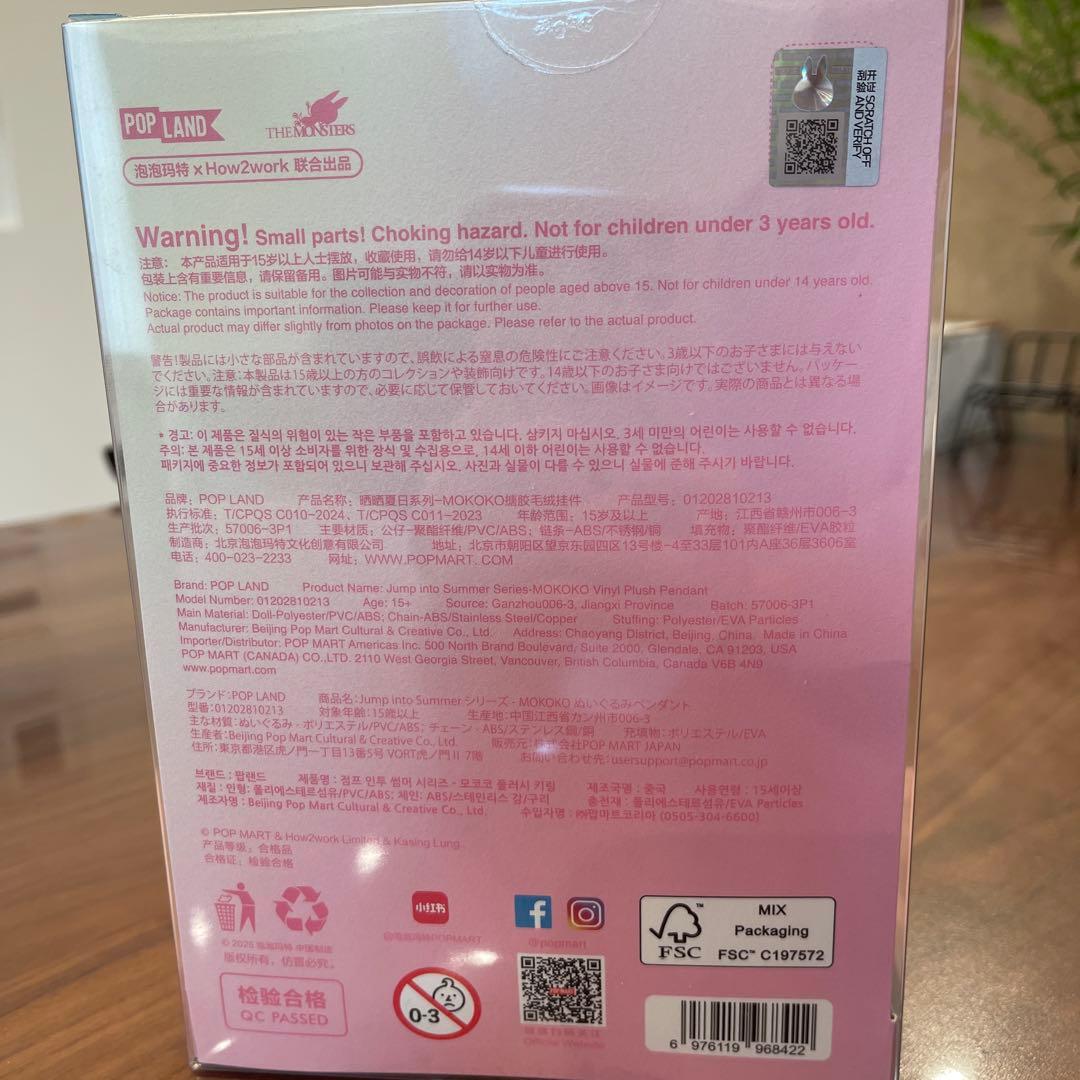 POP LAND
THE MONSTERS
泡泡玛特 x How2work 联合出品
开刮验 SCRATCH OFF AND VERIFY
Warning! Small parts! Choking hazard. Not for children under 3 years old.
注意： 本产品适用于15岁以上人士摆放，收藏使用，请勿给14岁以下儿童进行使用。
包装上含有重要信息，请保留备用。图片可能与实物不符，请以实物为准。
Notice: The product is suitable for the collection and decoration of people aged above 15. Not for children under 14 years old.
Package contains important information. Please keep it for further use.
Actual product may differ slightly from photos on the package. Please refer to the actual product.
警告!製品には小さな部品が含まれていますので、誤飲による窒息の危険性にご注意ください。3歳以下のお子さまには与えない
でください。注意：本製品は15歳以上の方のコレクションや装飾向けです。14歳以下のお子さま向けではございません。パッケー
ジには重要な情報が含まれていますので、必要に応じて保管しておいてください。画像はイメージです。実際の商品とは異なる場
合があります。
* 경고: 이 제품은 질식의 위험이 있는 작은 부품을 포함하고 있습니다. 삼키지 마십시오. 3세 미만의 어린이는 사용할 수 없습니다.
주의: 본 제품은 15세 이상 소비자를 위한 장식 및 수집용으로, 14세 이하 어린이는 사용할 수 없습니다.
패키지에 중요한 정보가 포함되어 있으니 보관해 주십시오. 사진과 실물이 다를 수 있으니 실물에 준해 주시기 바랍니다.
品牌：POP LAND 产品名称：晒晒夏日系列-MOKOKO搪胶毛绒挂件 产品型号：01202810213
执行标准：T/CPQS C010-2024、T/CPQS C011-2023 年龄范围：15岁及以上 产地：江西省赣州市006-3
生产批次：57006-3P1 主要材质：公仔-聚酯纤维/PVC/ABS；链条-ABS/不锈钢/铜 填充物：聚酯纤维/EVA胶粒
制造商：北京泡泡玛特文化创意有限公司 地址：北京市朝阳区望京东园四区13号楼-4至33层101内A座36层3606室
电话：400-023-2233 网址：WWW.POPMART.COM
Brand: POP LAND Product Name: Jump into Summer Series-MOKOKO Vinyl Plush Pendant
Model Number: 01202810213 Age: 15+ Source: Ganzhou006-3, Jiangxi Province Batch: 57006-3P1
Main Material: Doll-Polyester/PVC/ABS; Chain-ABS/Stainless Steel/Copper Stuffing: Polyester/EVA Particles
Manufacturer: Beijing Pop Mart Cultural & Creative Co., Ltd. Address: Chaoyang District, Beijing, China. Made in China
Importer/Distributor: POP MART Americas Inc. 500 North Brand Boulevard, Suite 2000, Glendale, CA 91203, USA
POP MART (CANADA) CO.,LTD. 2110 West Georgia Street, Vancouver, British Columbia, Canada V6B 4N9
www.popmart.com
ブランド：POP LAND 商品名：Jump into Summer シリーズ - MOKOKO ぬいぐるみペンダント
型番：01202810213 対象年齢：15歳以上 生産地：中国江西省カン州市006-3
主な材質：ぬいぐるみ - ポリエステル/PVC/ABS；チェーン - ABS/ステンレス鋼/銅 充填物：ポリエステル/EVA
生産者：Beijing Pop Mart Cultural & Creative Co., Ltd. 販売元：株式会社POP MART JAPAN
住所：東京都港区虎ノ門一丁目13番5号 VORT虎ノ門Ⅱ 7階 お問い合わせ先：usersupport@popmart.co.jp
브랜드 : 팝랜드 제품명 : 점프 인투 썸머 시리즈 - 모코코 플러시 키링 제조국명 : 중국 사용연령 : 15세이상
재질 : 인형: 폴리에스테르섬유/PVC/ABS; 체인: ABS/스테인리스 강/구리 충전재 : 폴리에스테르섬유/EVA Particles
제조자명 : Beijing Pop Mart Cultural & Creative Co., Ltd. 수입자명 : ㈜팝마트코리아 (0505-304-6600)
© POP MART & How2work Limited & Kasing Lung.
产品等级：合格品
合格证：检验合格
小红书
@泡泡玛特POPMART
@popmart
FSC
MIX
Packaging
FSC™ C197572
© 2025 泡泡玛特 中国制造
版权所有，仿冒必究。
检验合格
QC PASSED
0-3
POP MART
Official Website
6 976119 968422